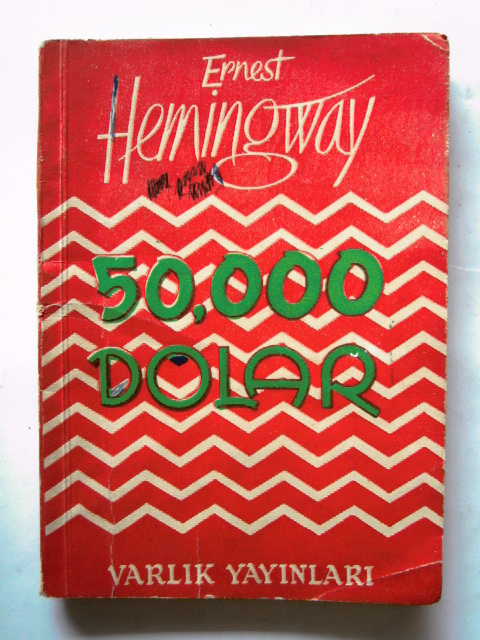 Ernest
Hemingway
50,000
DOLAR
VARLIK YAYINLARI